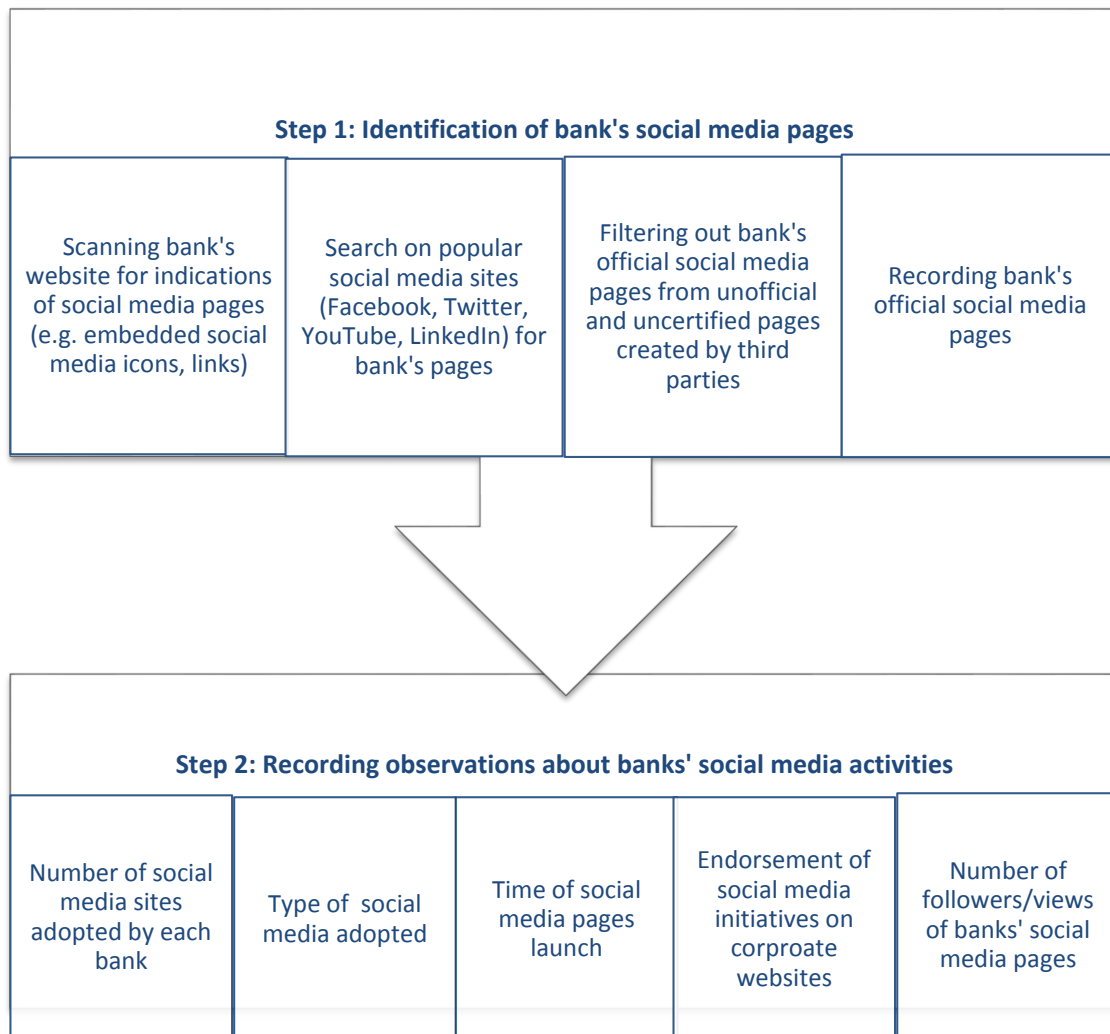 Step 1: Identification of bank's social media pages
Scanning bank's
website for indications
of social media pages
(e.g. embedded social
media icons, links)
Search on popular
social media sites
(Facebook, Twitter,
YouTube, LinkedIn) for
bank's pages
Filtering out bank's
official social media
pages from unofficial
and uncertified pages
created by third
parties
Recording bank's
official social media
pages
Step 2: Recording observations about banks' social media activities
Number of social
media sites
adopted by each
bank
Type of social
media adopted
Time of social
media pages
launch
Endorsement of
social media
initiatives on
corproate
websites
Number of
followers/views
of banks' social
media pages